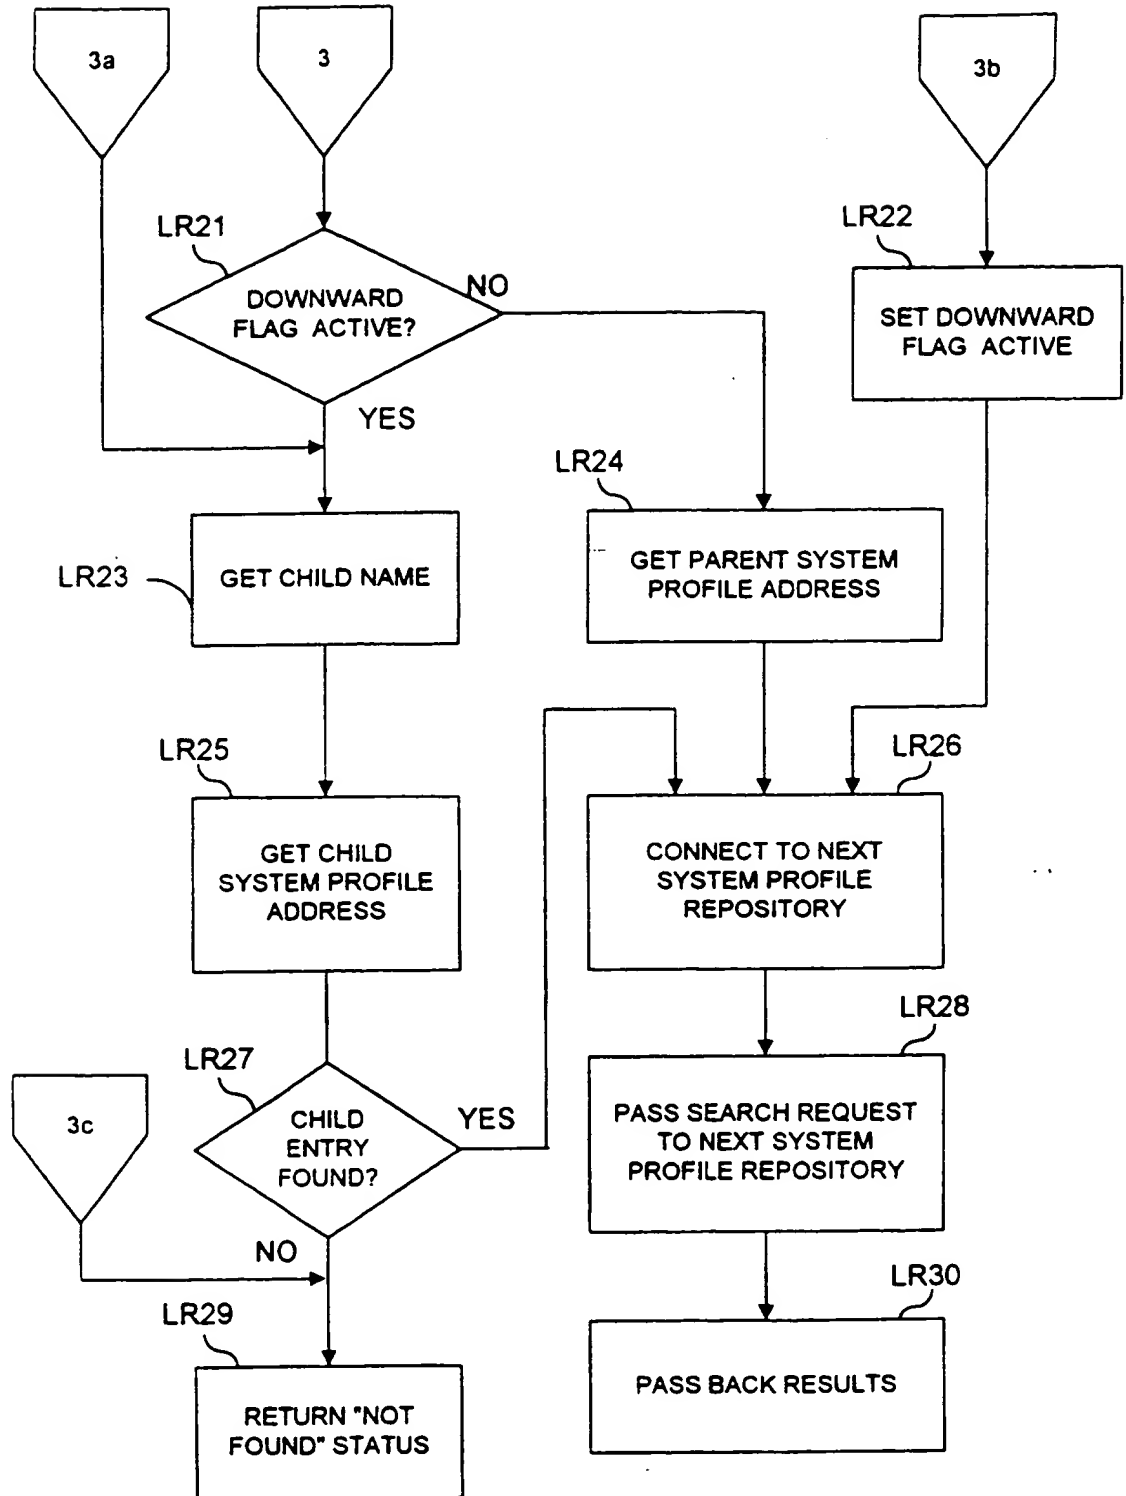 3a
3
3b
LR21
LR22
DOWNWARD
FLAG ACTIVE?
NO
SET DOWNWARD
FLAG ACTIVE
YES
LR24
LR23
GET CHILD NAME
GET PARENT SYSTEM
PROFILE ADDRESS
LR25
LR26
GET CHILD
SYSTEM PROFILE
ADDRESS
CONNECT TO NEXT
SYSTEM PROFILE
REPOSITORY
LR27
LR28
3c
CHILD
ENTRY
FOUND?
YES
PASS SEARCH REQUEST
TO NEXT SYSTEM
PROFILE REPOSITORY
NO
LR29
LR30
RETURN "NOT
FOUND" STATUS
PASS BACK RESULTS